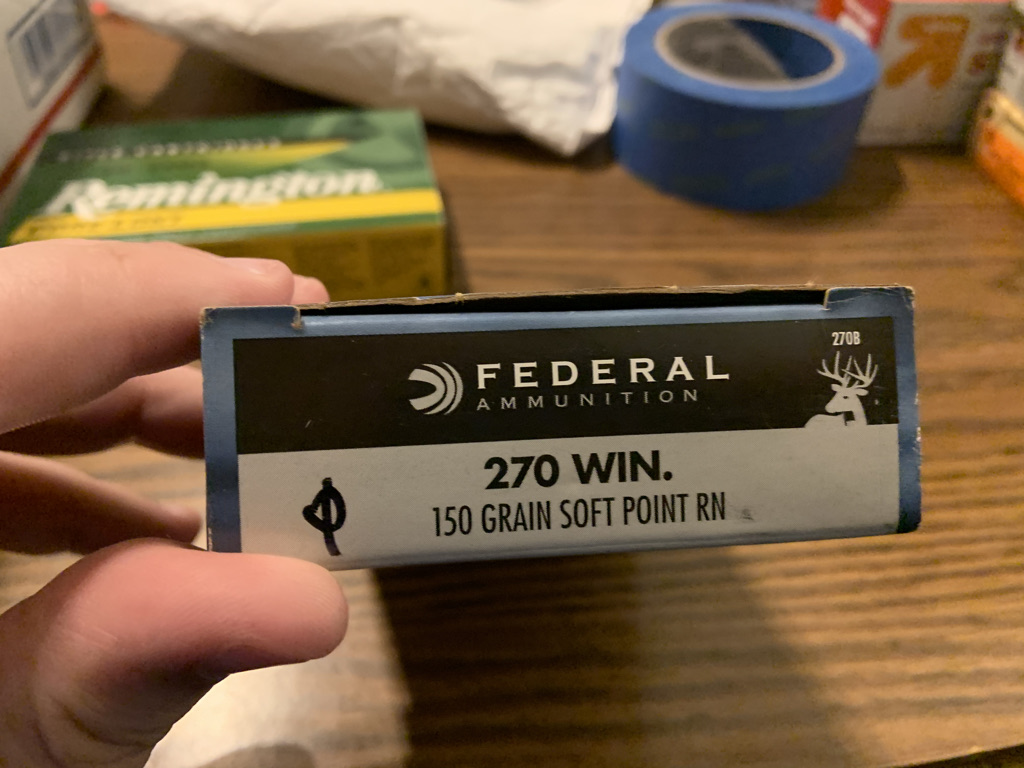 Remington
FEDERAL
AMMUNITION
270B
270 WIN.
150 GRAIN SOFT POINT RN